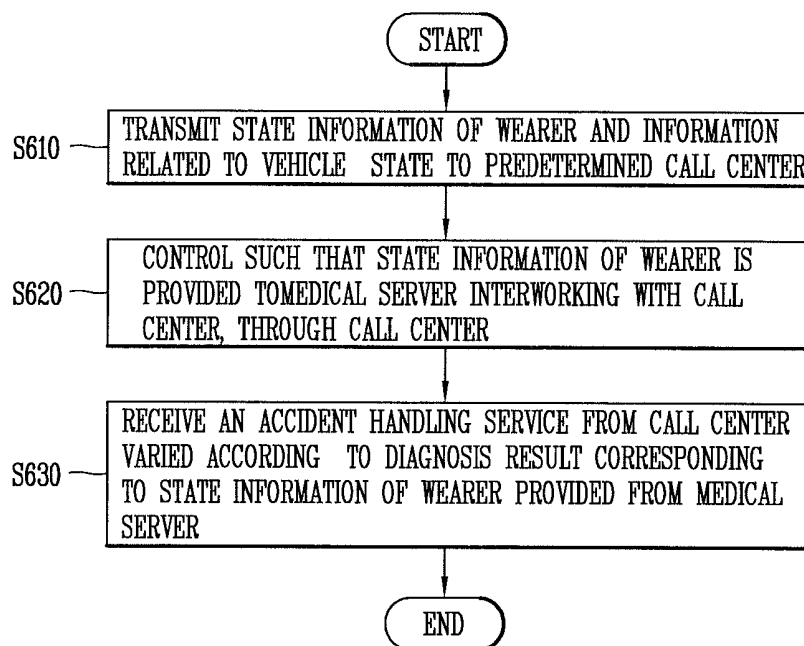 START
S610
TRANSMIT STATE INFORMATION OF WEARER AND INFORMATION
RELATED TO VEHICLE STATE TO PREDETERMINED CALL CENTER
S620
CONTROL SUCH THAT STATE INFORMATION OF WEARER IS
PROVIDED TOMEDICAL SERVER INTERWORKING WITH CALL
CENTER, THROUGH CALL CENTER
S630
RECEIVE AN ACCIDENT HANDLING SERVICE FROM CALL CENTER
VARIED ACCORDING TO DIAGNOSIS RESULT CORRESPONDING
TO STATE INFORMATION OF WEARER PROVIDED FROM MEDICAL
SERVER
END